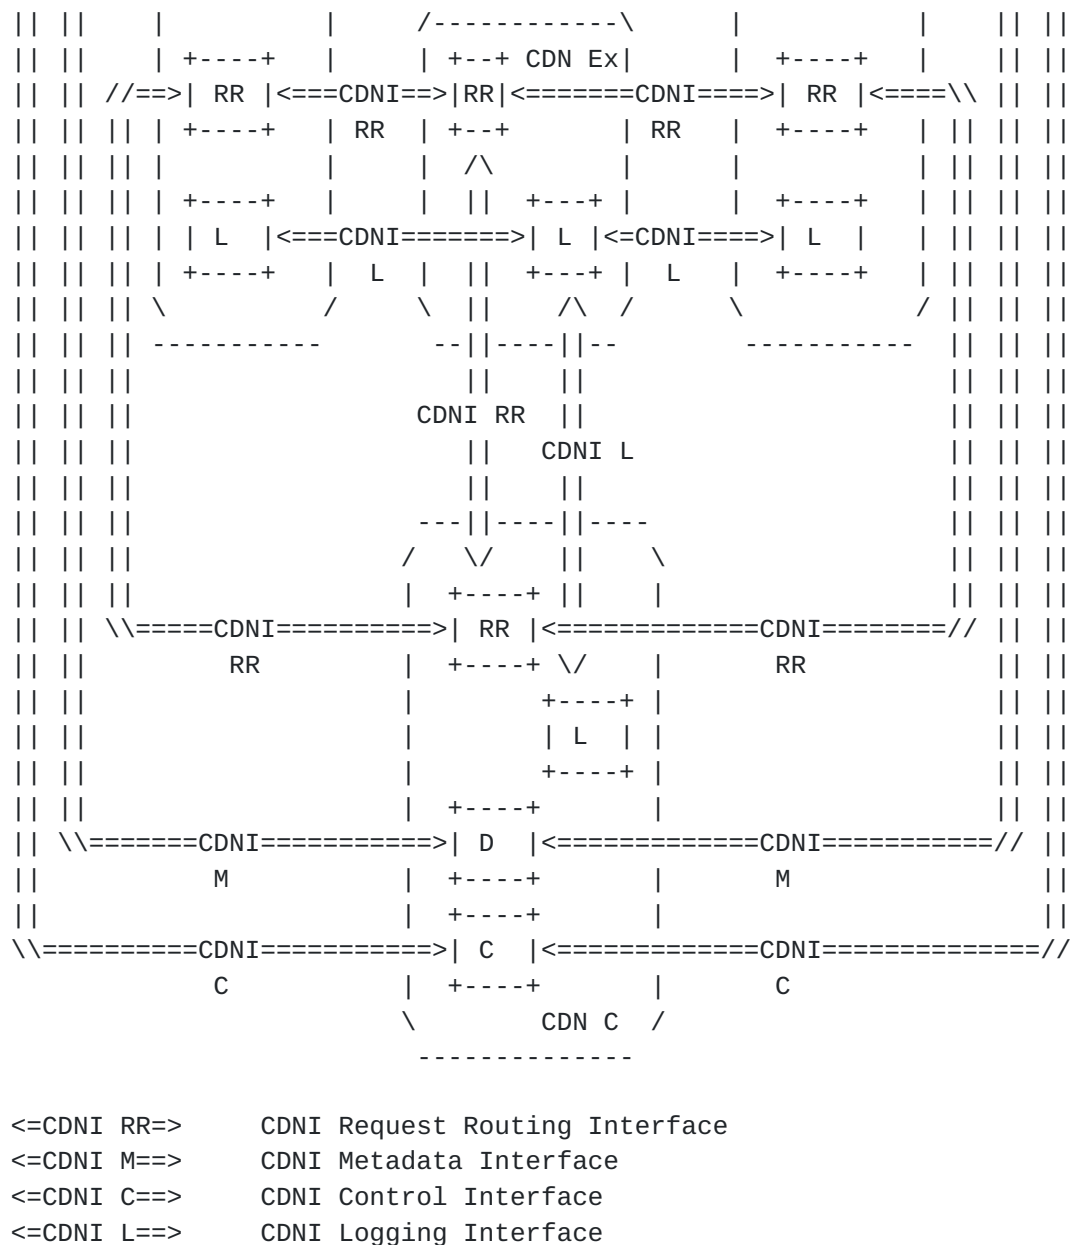 || ||    |          |     /------------\      |           |    || ||
|| ||    | +----+   |     | +--+ CDN Ex|      |  +----+   |    || ||
|| || //==>| RR |<===CDNI==>|RR|<=======CDNI====>| RR |<====\\ || ||
|| || || | +----+   | RR  | +--+       | RR   |  +----+   | || || ||
|| || || |          |     |  /\        |      |           | || || ||
|| || || | +----+   |     |  ||  +---+ |      |  +----+   | || || ||
|| || || | | L  |<===CDNI=======>| L |<=CDNI====>| L  |   | || || ||
|| || || | +----+   |  L  |  ||  +---+ |  L   |  +----+   | || || ||
|| || || \          /     \  ||    /\  /      \           / || || ||
|| || || -----------       --||----||--        -----------  || || ||
|| || ||                     ||    ||                       || || ||
|| || ||                  CDNI RR  ||                       || || ||
|| || ||                     ||   CDNI L                    || || ||
|| || ||                     ||    ||                       || || ||
|| || ||                  ---||----||----                   || || ||
|| || ||                 /   \/    ||    \                  || || ||
|| || ||                 |  +----+ ||    |                  || || ||
|| || \\=====CDNI==========>| RR |<=============CDNI========// || ||
|| ||         RR         |  +----+ \/    |       RR            || ||
|| ||                    |        +----+ |                     || ||
|| ||                    |        | L  | |                     || ||
|| ||                    |        +----+ |                     || ||
|| ||                    |  +----+       |                     || ||
|| \\=======CDNI===========>| D  |<=============CDNI===========// ||
||           M           |  +----+       |       M                ||
||                       |  +----+       |                        ||
\\==========CDNI===========>| C  |<=============CDNI==============//
             C           |  +----+       |       C
                         \        CDN C  /
                          --------------
<=CDNI RR=>     CDNI Request Routing Interface
<=CDNI M==>     CDNI Metadata Interface
<=CDNI C==>     CDNI Control Interface
<=CDNI L==>     CDNI Logging Interface